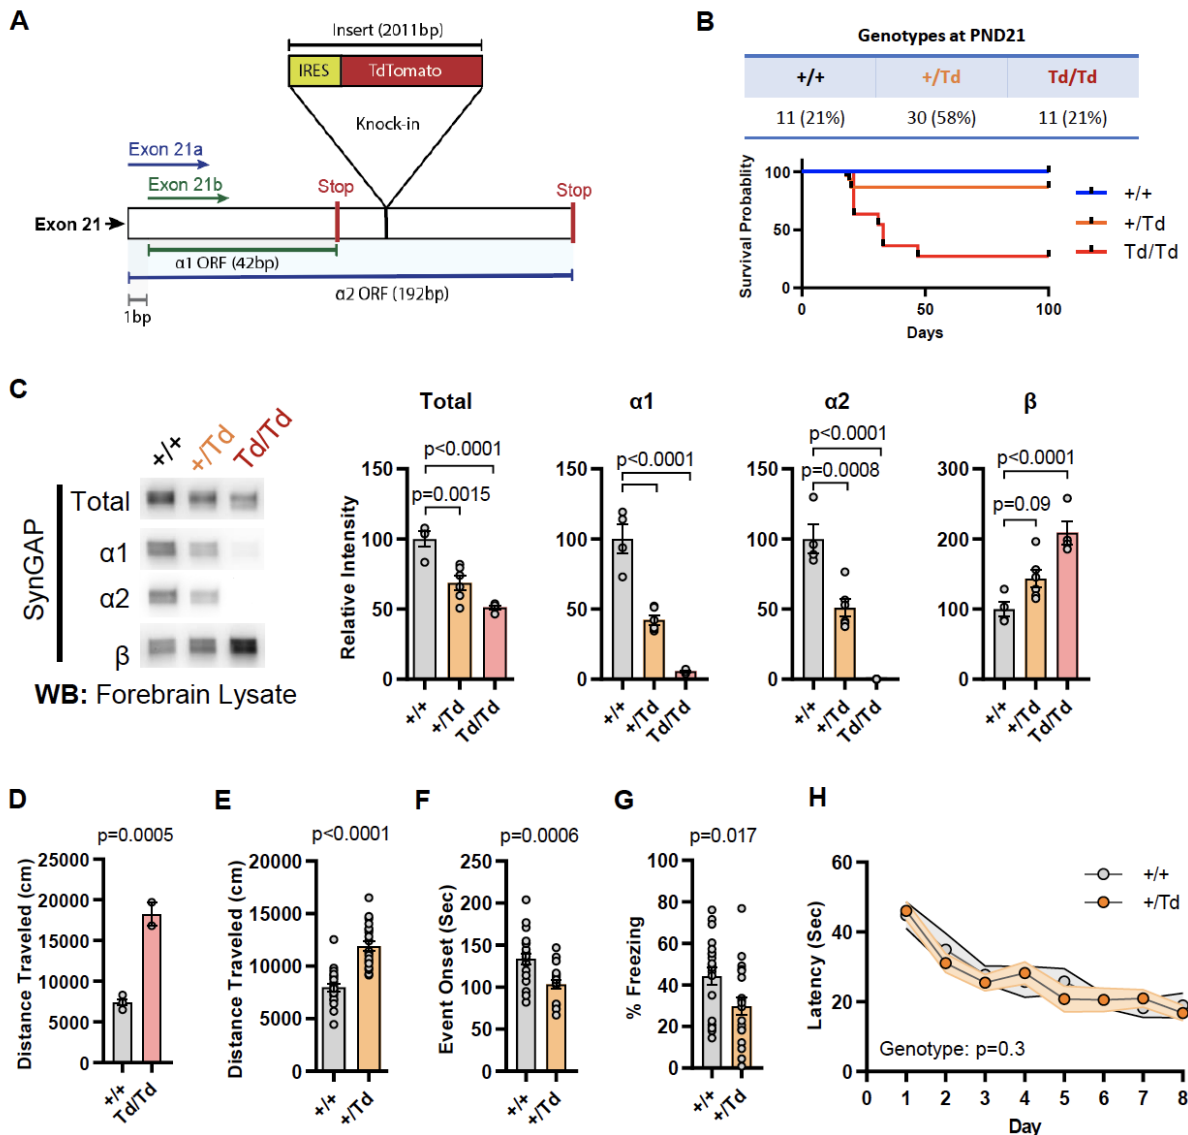 A
Insert (2011bp)
IRES
TdTomato
Knock-in
Exon 21a
Exon 21b
Stop
Stop
Exon 21
α1 ORF (42bp)
α2 ORF (192bp)
1bp
B
Genotypes at PND21
+/+
+/Td
Td/Td
11 (21%)
30 (58%)
11 (21%)
Survival Probablity
100
50
0
0
50
100
Days
+/+
+/Td
Td/Td
C
+/+
+/Td
Td/Td
SynGAP
Total
α1
α2
β
WB: Forebrain Lysate
Total
p<0.0001
p=0.0015
Relative Intensity
150
100
50
0
+/+
+/Td
Td/Td
α1
p<0.0001
150
100
50
0
+/+
+/Td
Td/Td
α2
p<0.0001
p=0.0008
150
100
50
0
+/+
+/Td
Td/Td
β
p<0.0001
p=0.09
300
200
100
0
+/+
+/Td
Td/Td
D
p=0.0005
Distance Traveled (cm)
25000
20000
15000
10000
5000
0
+/+
Td/Td
E
p<0.0001
Distance Traveled (cm)
20000
15000
10000
5000
0
+/+
+/Td
F
p=0.0006
Event Onset (Sec)
250
200
150
100
50
0
+/+
+/Td
G
p=0.017
% Freezing
100
80
60
40
20
0
+/+
+/Td
H
Latency (Sec)
60
40
20
0
+/+
+/Td
Genotype: p=0.3
0
1
2
3
4
5
6
7
8
Day